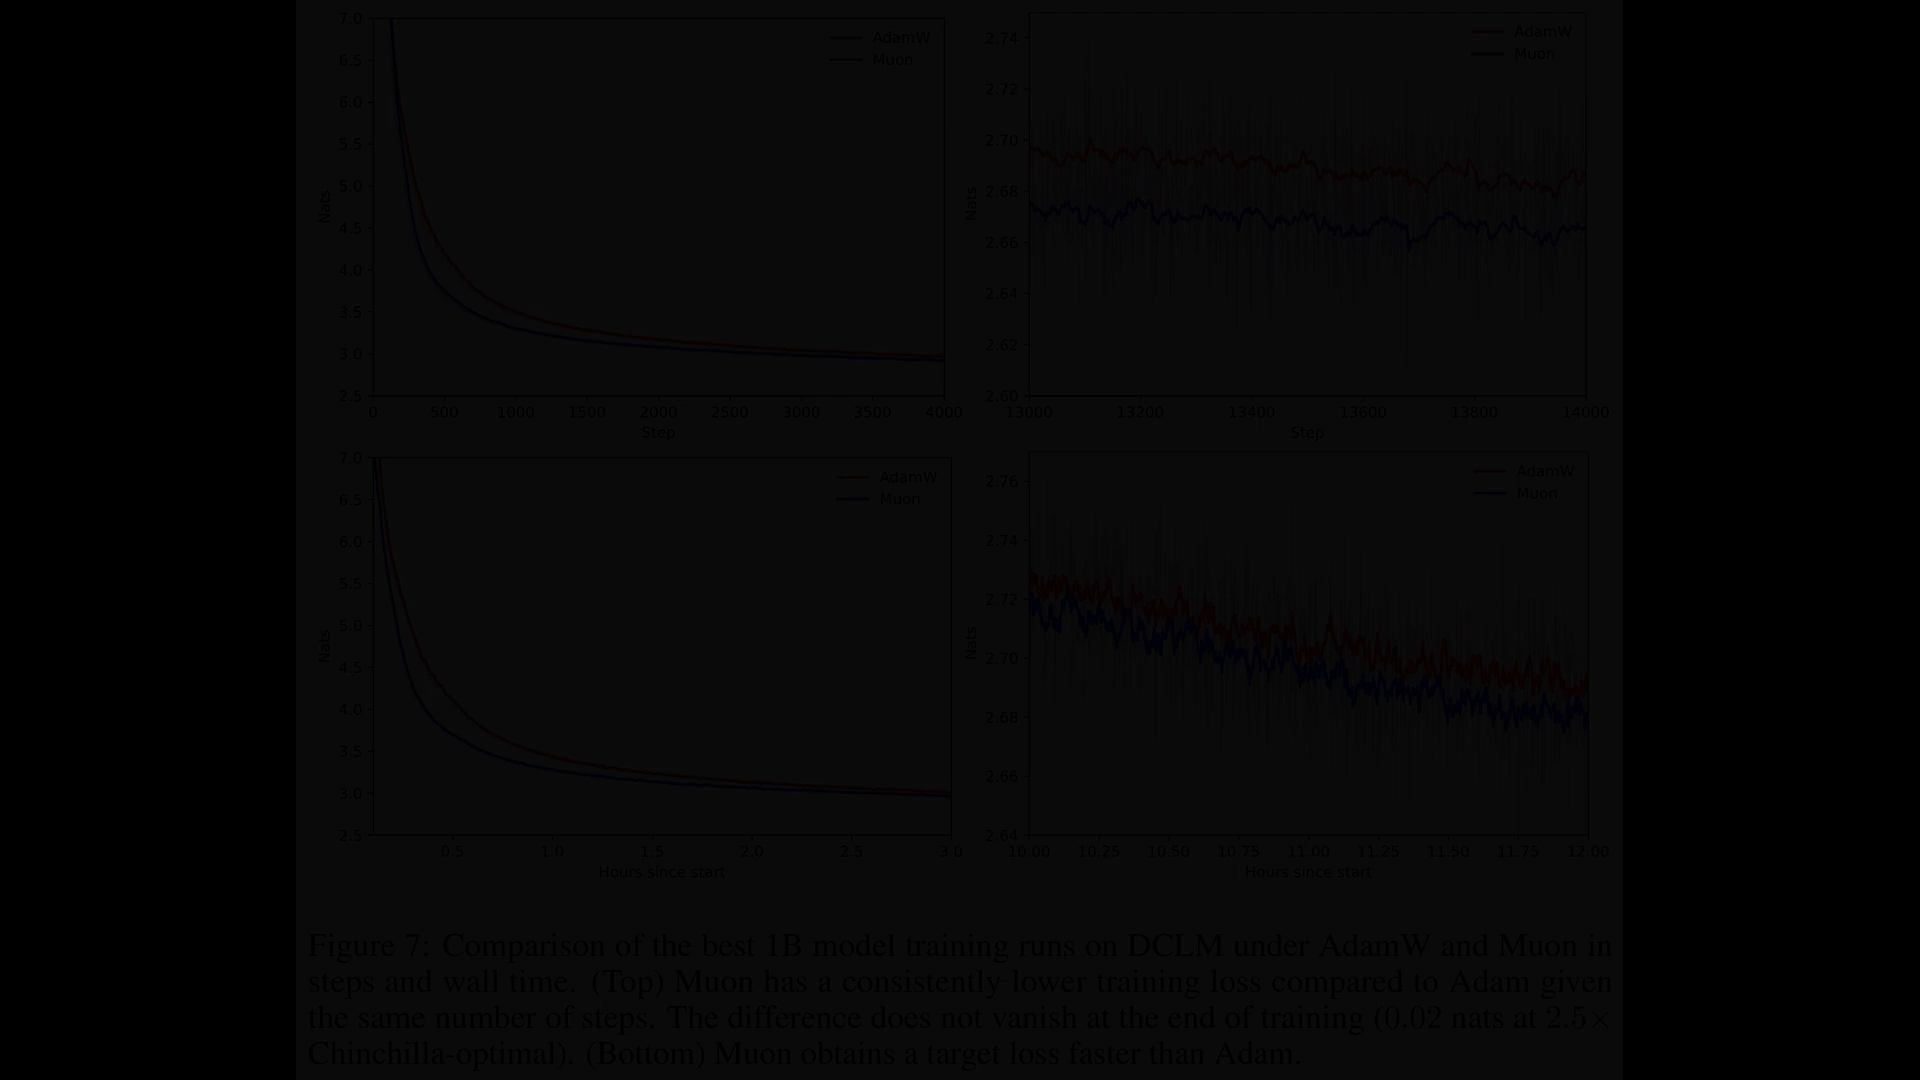 7.0
6.5
6.0
5.5
5.0
4.5
4.0
3.5
3.0
2.5
Nats
AdamW
Muon
0 500 1000 1500 2000 2500 3000 3500 4000
Step
2.74
2.72
2.70
2.68
2.66
2.64
2.62
2.60
Nats
AdamW
Muon
13000 13200 13400 13600 13800 14000
Step
7.0
6.5
6.0
5.5
5.0
4.5
4.0
3.5
3.0
2.5
Nats
AdamW
Muon
0.5 1.0 1.5 2.0 2.5 3.0
Hours since start
2.76
2.74
2.72
2.70
2.68
2.66
2.64
Nats
AdamW
Muon
10.00 10.25 10.50 10.75 11.00 11.25 11.50 11.75 12.00
Hours since start
Figure 7: Comparison of the best 1B model training runs on DCLM under AdamW and Muon in
steps and wall time. (Top) Muon has a consistently lower training loss compared to Adam given
the same number of steps. The difference does not vanish at the end of training (0.02 nats at 2.5×
Chinchilla-optimal). (Bottom) Muon obtains a target loss faster than Adam.